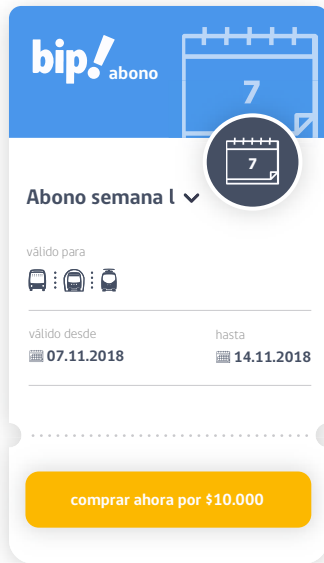 bip! abono
7
7
Abono semana l
válido para
válido desde
hasta
07.11.2018
14.11.2018
comprar ahora por $10.000